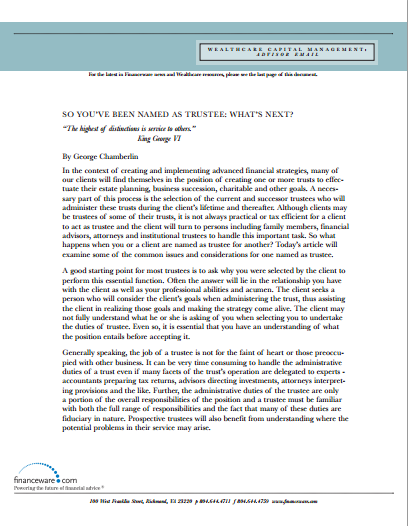 WEALTHCARE CAPITAL MANAGEMENT:
ADVISOR EMAIL
For the latest in Financeware news and Wealthcare resources, please see the last page of this document.
SO YOU'VE BEEN NAMED AS TRUSTEE: WHAT'S NEXT?
"The highest of distinctions is service to others."
King George VI
By George Chamberlin
In the context of creating and implementing advanced financial strategies, many of
our clients will find themselves in the position of creating one or more trusts to effec-
tuate their estate planning, business succession, charitable and other goals. A neces-
sary part of this process is the selection of the current and successor trustees who will
administer these trusts during the client's lifetime and thereafter. Although clients may
be trustees of some of their trusts, it is not always practical or tax efficient for a client
to act as trustee and the client will turn to persons including family members, financial
advisors, attorneys and institutional trustees to handle this important task. So what
happens when you or a client are named as trustee for another? Today's article will
examine some of the common issues and considerations for one named as trustee.
A good starting point for most trustees is to ask why you were selected by the client to
perform this essential function. Often the answer will lie in the relationship you have
with the client as well as your professional abilities and acumen. The client seeks a
person who will consider the client's goals when administering the trust, thus assisting
the client in realizing those goals and making the strategy come alive. The client may
not fully understand what he or she is asking of you when selecting you to undertake
the duties of trustee. Even so, it is essential that you have an understanding of what
the position entails before accepting it.
Generally speaking, the job of a trustee is not for the faint of heart or those preoccu-
pied with other business. It can be very time consuming to handle the administrative
duties of a trust even if many facets of the trust's operation are delegated to experts -
accountants preparing tax returns, advisors directing investments, attorneys interpret-
ing provisions and the like. Further, the administrative duties of the trustee are only
a portion of the overall responsibilities of the position and a trustee must be familiar
with both the full range of responsibilities and the fact that many of these duties are
fiduciary in nature. Prospective trustees will also benefit from understanding where the
potential problems in their service may arise.
financeware.com
Powering the future of financial advice®
100 West Franklin Street, Richmond, VA 23220 p 804.644.4711 f 804.644.4759 www.financeware.com